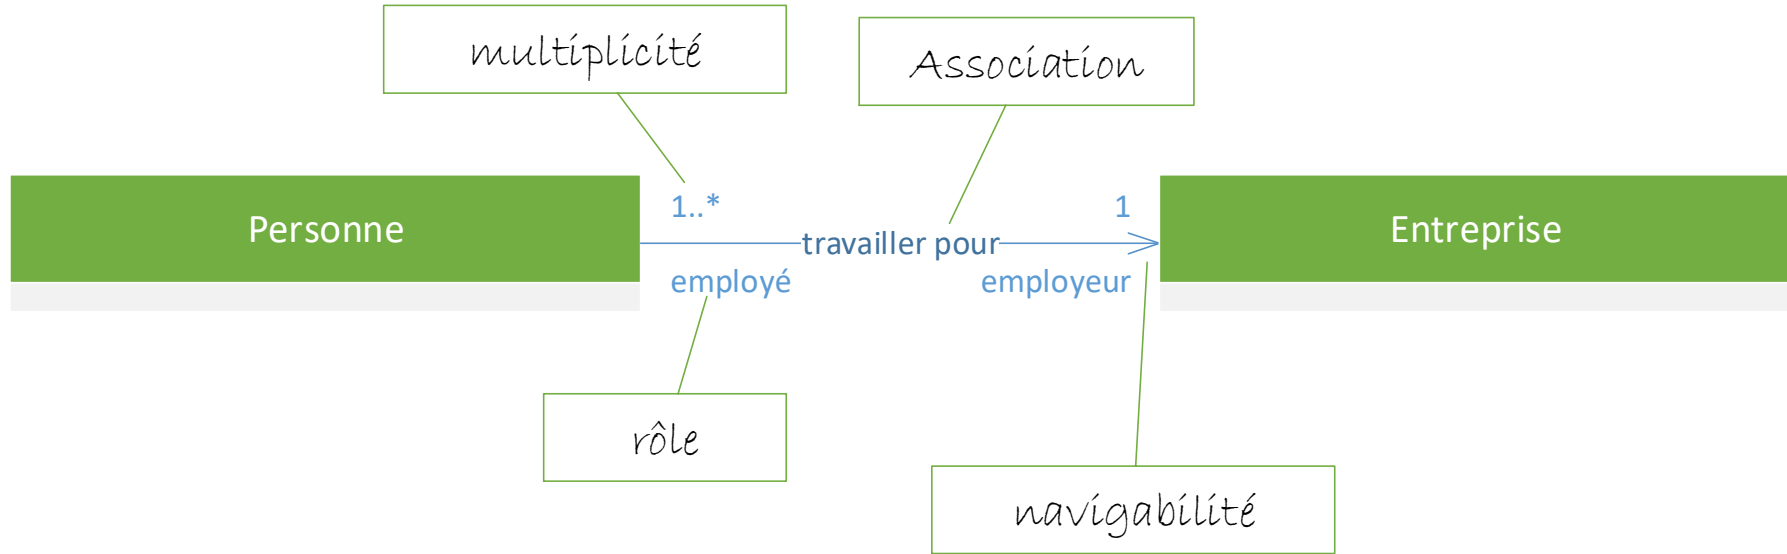 multiplicité
Association
Personne
1..*
1
Entreprise
travailler pour
employé
employeur
rôle
navigabilité